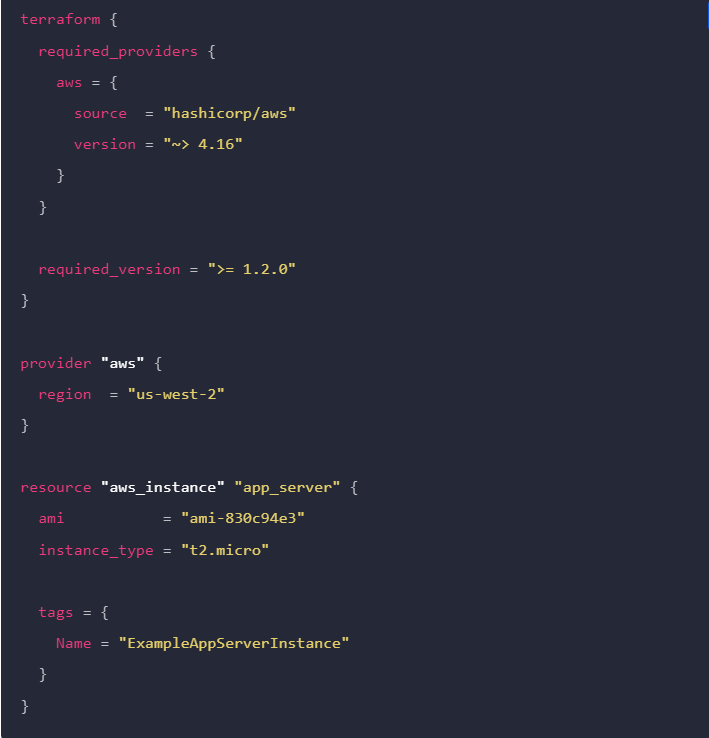 terraform {
  required_providers {
    aws = {
      source  = "hashicorp/aws"
      version = "~> 4.16"
    }
  }

  required_version = ">= 1.2.0"
}

provider "aws" {
  region  = "us-west-2"
}

resource "aws_instance" "app_server" {
  ami           = "ami-830c94e3"
  instance_type = "t2.micro"

  tags = {
    Name = "ExampleAppServerInstance"
  }
}